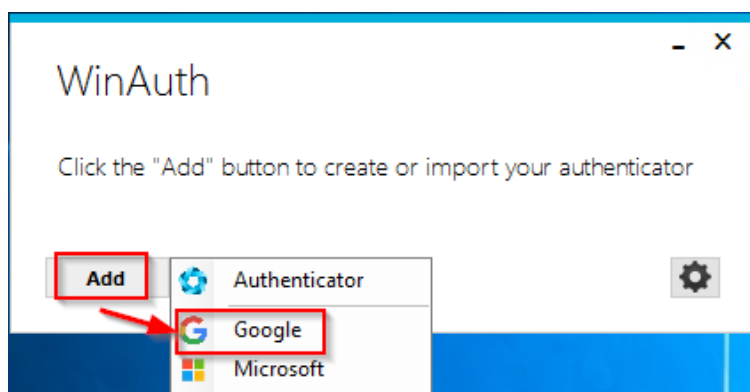 WinAuth
Click the "Add" button to create or import your authenticator
Add
Authenticator
Google
Microsoft